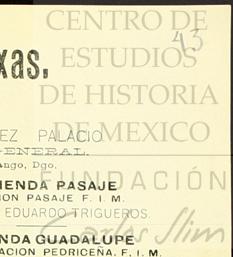 CENTRO DE
43
ESTUDIOS
xas,
DE HISTORIA
DE MEXICO
EZ PALACIO
GENERAL.
ango, Dgo.
IENDA PASAJE
FUNDACIÓN
ION PASAJE F. I. M.
EDUARDO TRIGUEROS.
Carlos Slim
NDA GUADALUPE
ACION PEDRICEÑA, F. I. M.